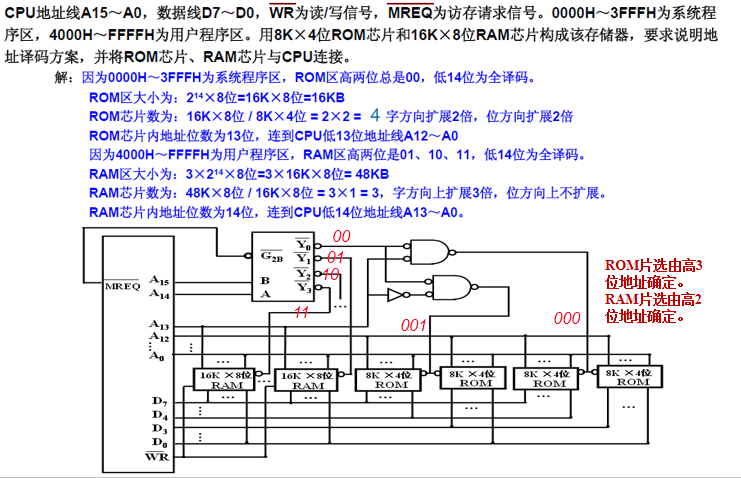 CPU地址线A15～A0，数据线D7～D0，WR为读/写信号，MREQ为访存请求信号。0000H～3FFFH为系统程
序区，4000H～FFFFH为用户程序区。用8K×4位ROM芯片和16K×8位RAM芯片构成该存储器，要求说明地
址译码方案，并将ROM芯片、RAM芯片与CPU连接。
解：因为0000H～3FFFH为系统程序区，ROM区高两位总是00，低14位为全译码。
ROM区大小为：2¹⁴×8位=16K×8位=16KB
ROM芯片数为：16K×8位 / 8K×4位 = 2×2 = 4 字方向扩展2倍，位方向扩展2倍
ROM芯片内地址位数为13位，连到CPU低13位地址线A12～A0
因为4000H～FFFFH为用户程序区，RAM区高两位是01、10、11，低14位为全译码。
RAM区大小为：3×2¹⁴×8位=3×16K×8位= 48KB
RAM芯片数为：48K×8位 / 16K×8位 = 3×1 = 3，字方向上扩展3倍，位方向上不扩展。
RAM芯片内地址位数为14位，连到CPU低14位地址线A13～A0。
00
G2B Y0
01
Y1
MREQ A15 B Y2 10
A14 A Y3
ROM片选由高3
位地址确定。
RAM片选由高2
位地址确定。
11 ...
A13 001 000
A12
...
A0 ... ... ... ... ... ...
16K ×8位 16K ×8位 8K ×4位 8K ×4位 8K ×4位 8K ×4位
RAM ... RAM ROM ROM ROM ROM
D7 ... ... ... ... ... ...
D4
D3
D0
WR